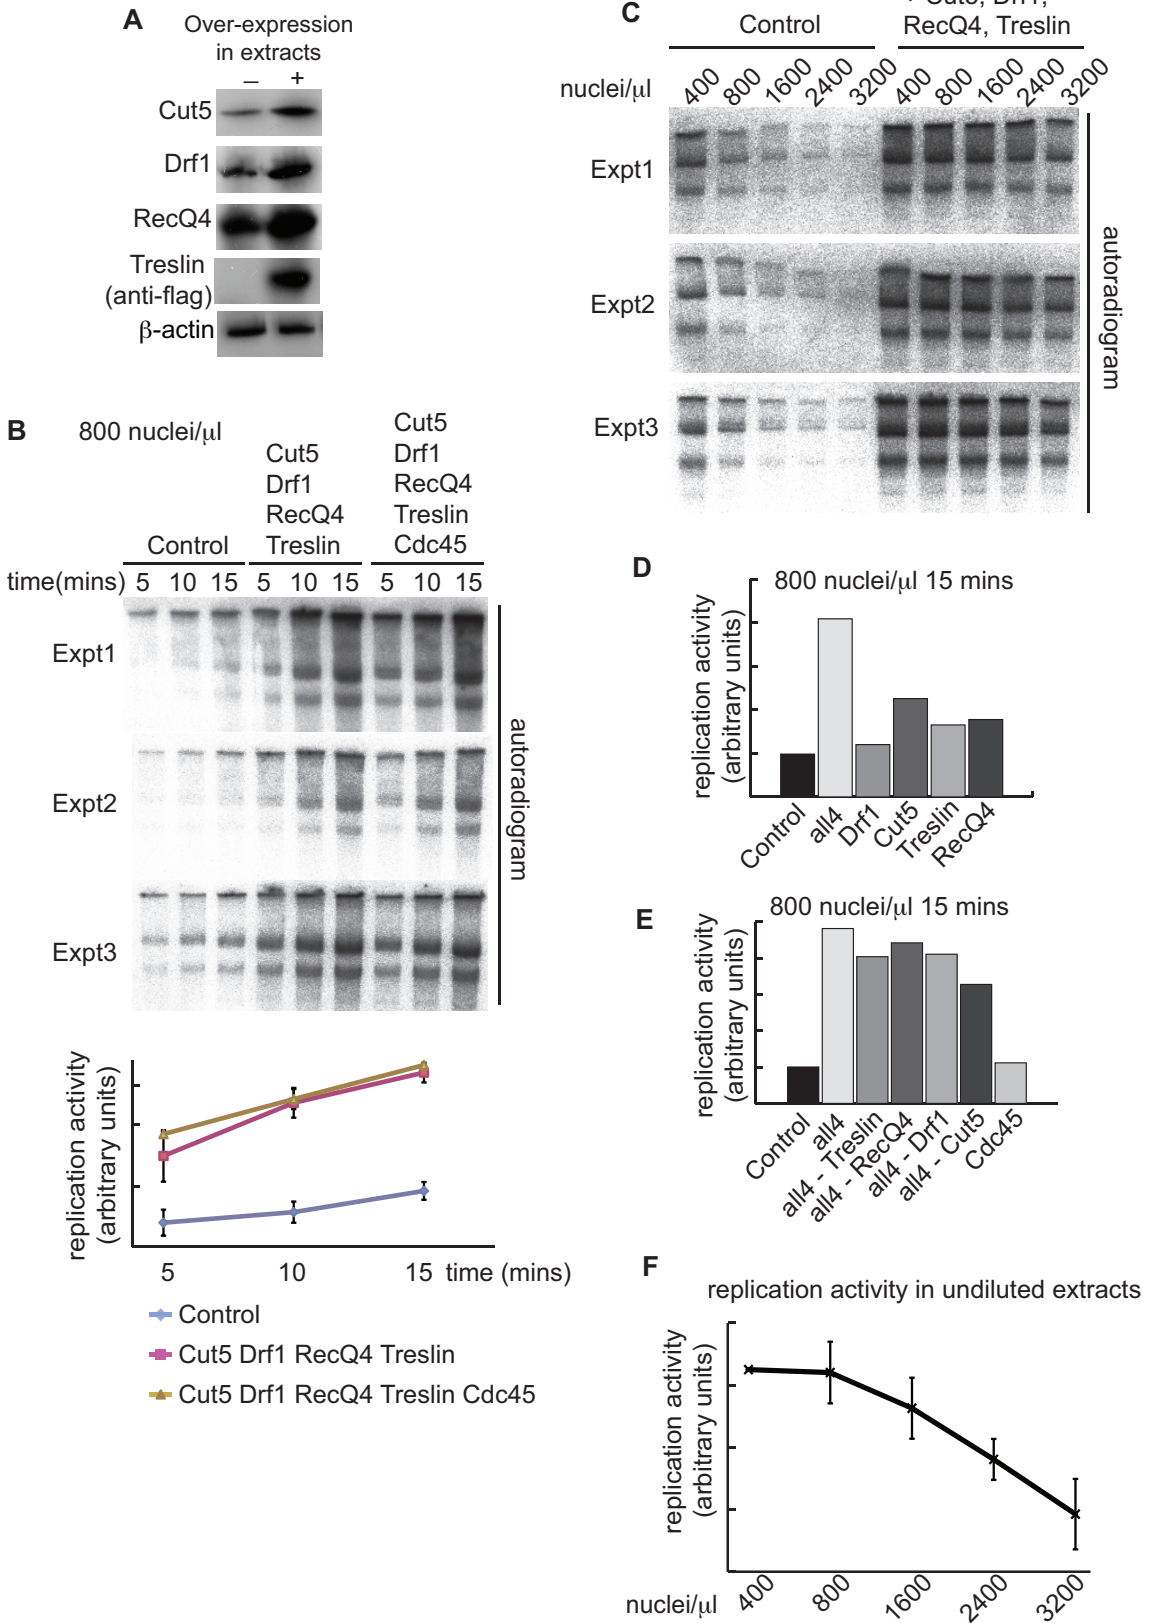 A
Over-expression
in extracts
– +
Cut5
Drf1
RecQ4
Treslin
(anti-flag)
β-actin
B
800 nuclei/μl
Control
Cut5
Drf1
RecQ4
Treslin
Cut5
Drf1
RecQ4
Treslin
Cdc45
time(mins) 5 10 15 5 10 15 5 10 15
Expt1
Expt2
Expt3
autoradiogram
replication activity
(arbitrary units)
5 10 15 time (mins)
Control
Cut5 Drf1 RecQ4 Treslin
Cut5 Drf1 RecQ4 Treslin Cdc45
C
Control
+ Cut5, Drf1,
RecQ4, Treslin
nuclei/μl 400 800 1600 2400 3200 400 800 1600 2400 3200
Expt1
Expt2
Expt3
autoradiogram
D
800 nuclei/μl 15 mins
replication activity
(arbitrary units)
Control
all4
Drf1
Cut5
Treslin
RecQ4
E
800 nuclei/μl 15 mins
replication activity
(arbitrary units)
Control
all4
all4 - Treslin
all4 - RecQ4
all4 - Drf1
all4 - Cut5
Cdc45
F
replication activity in undiluted extracts
replication activity
(arbitrary units)
nuclei/μl 400 800 1600 2400 3200